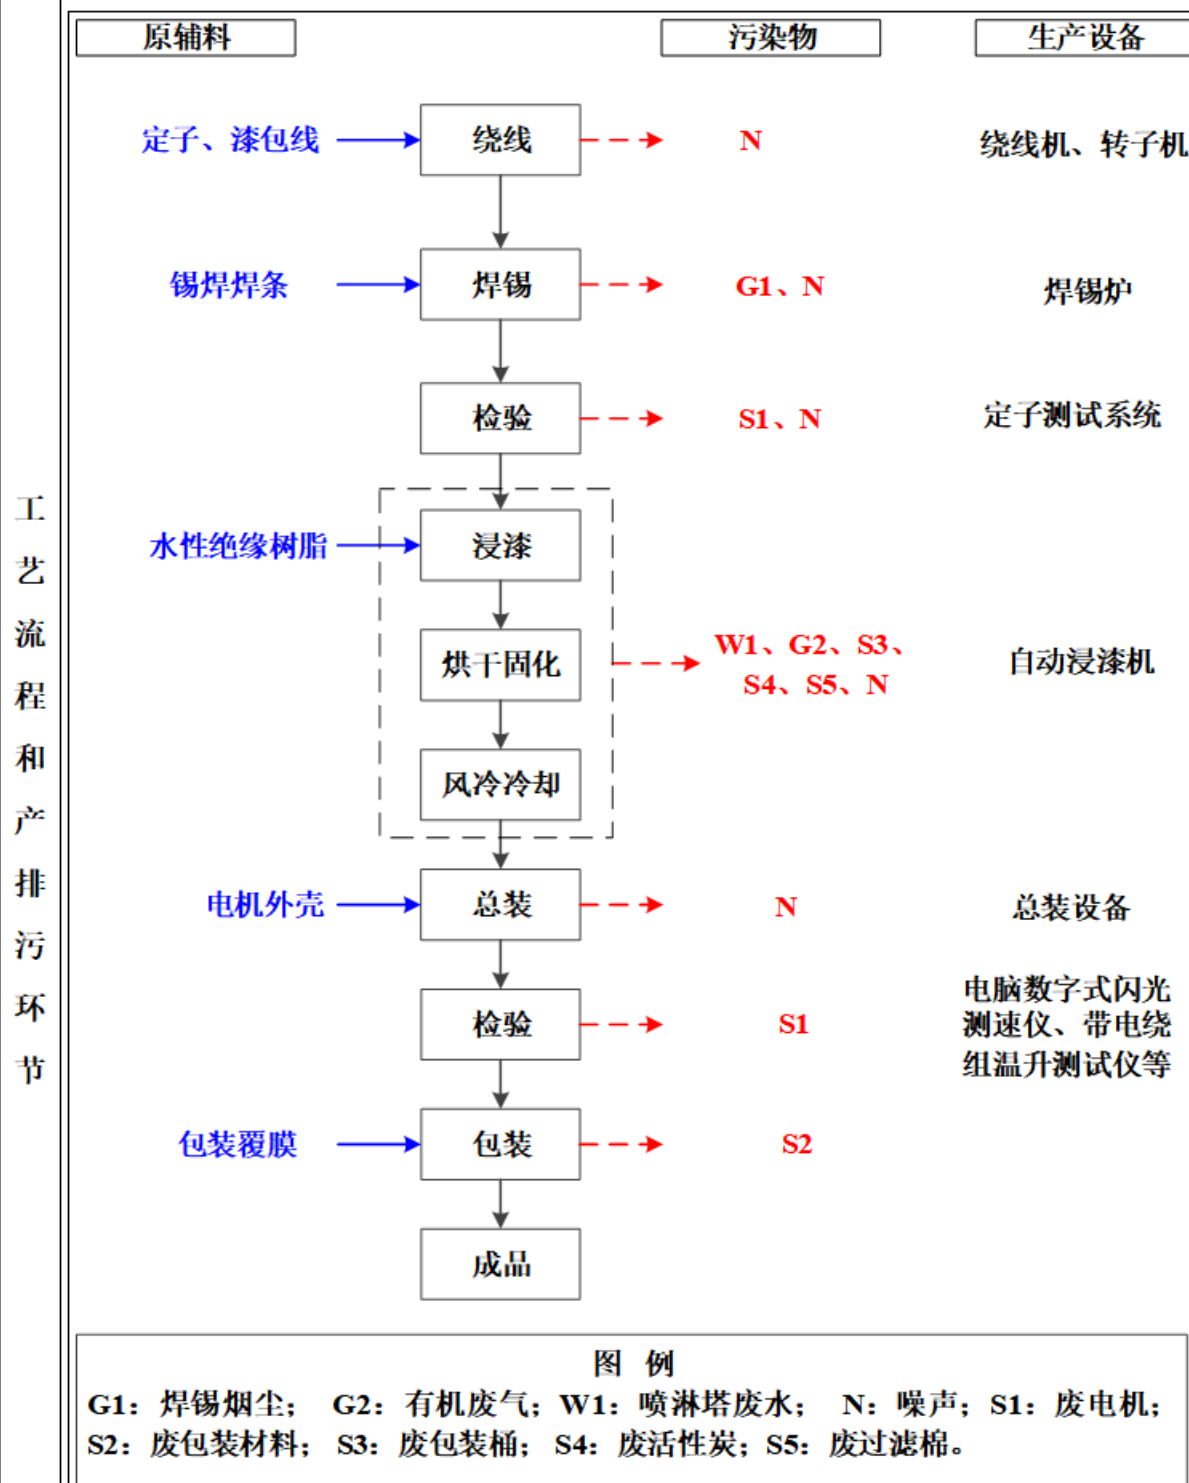 原辅料 污染物 生产设备
定子、漆包线 绕线 N 绕线机、转子机
锡焊焊条 焊锡 G1、N 焊锡炉
检验 S1、N 定子测试系统
水性绝缘树脂 浸漆
烘干固化 W1、G2、S3、
S4、S5、N 自动浸漆机
风冷冷却
电机外壳 总装 N 总装设备
检验 S1 电脑数字式闪光
测速仪、带电绕
组温升测试仪等
包装覆膜 包装 S2
成品
工艺流程和产排污环节
图 例
G1：焊锡烟尘； G2：有机废气；W1：喷淋塔废水； N：噪声；S1：废电机；
S2：废包装材料； S3：废包装桶； S4：废活性炭；S5：废过滤棉。